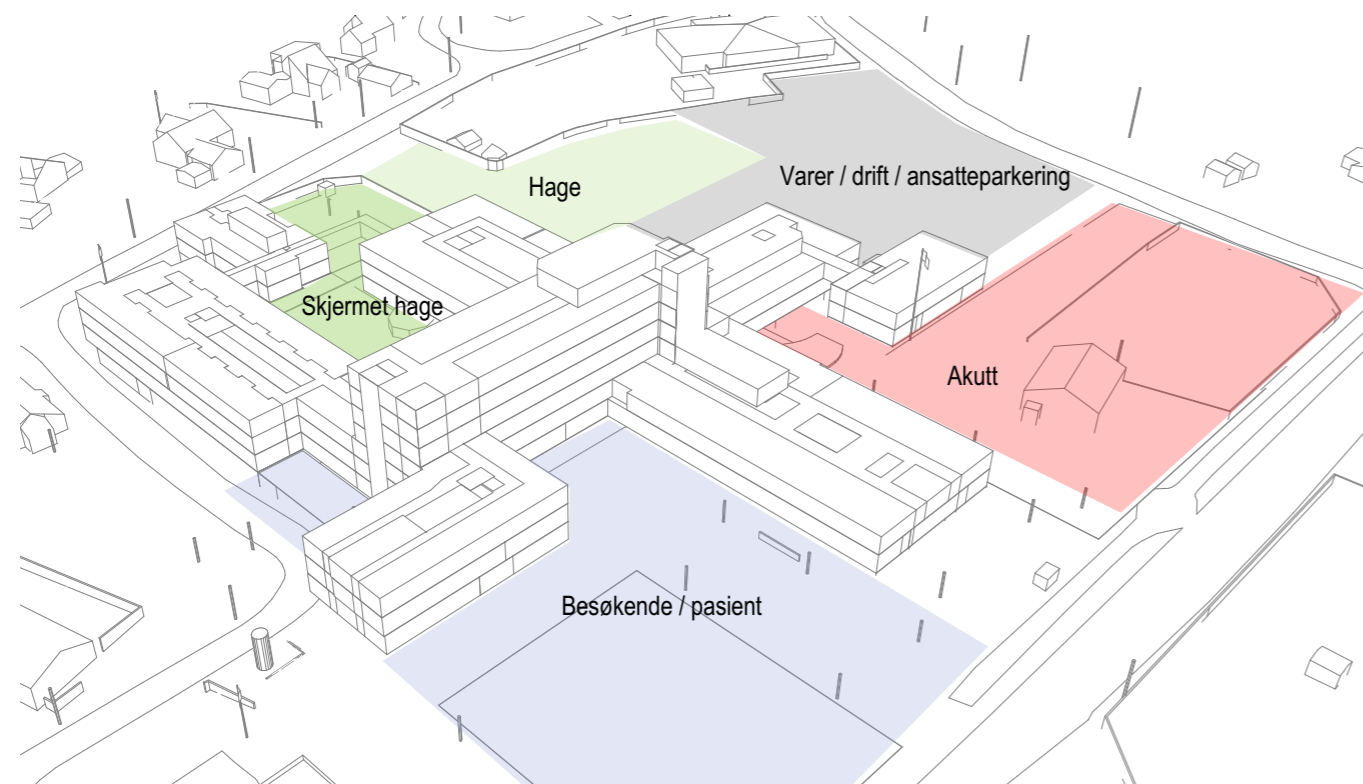 Varer / drift / ansatteparkering
Hage
Skjermet hage
Akutt
Besøkende / pasient